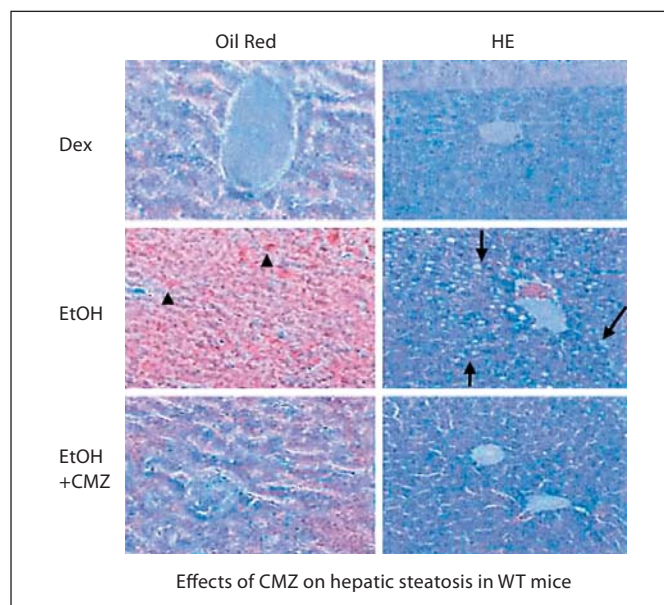 Oil Red HE
Dex
EtOH
EtOH
+CMZ
Effects of CMZ on hepatic steatosis in WT mice